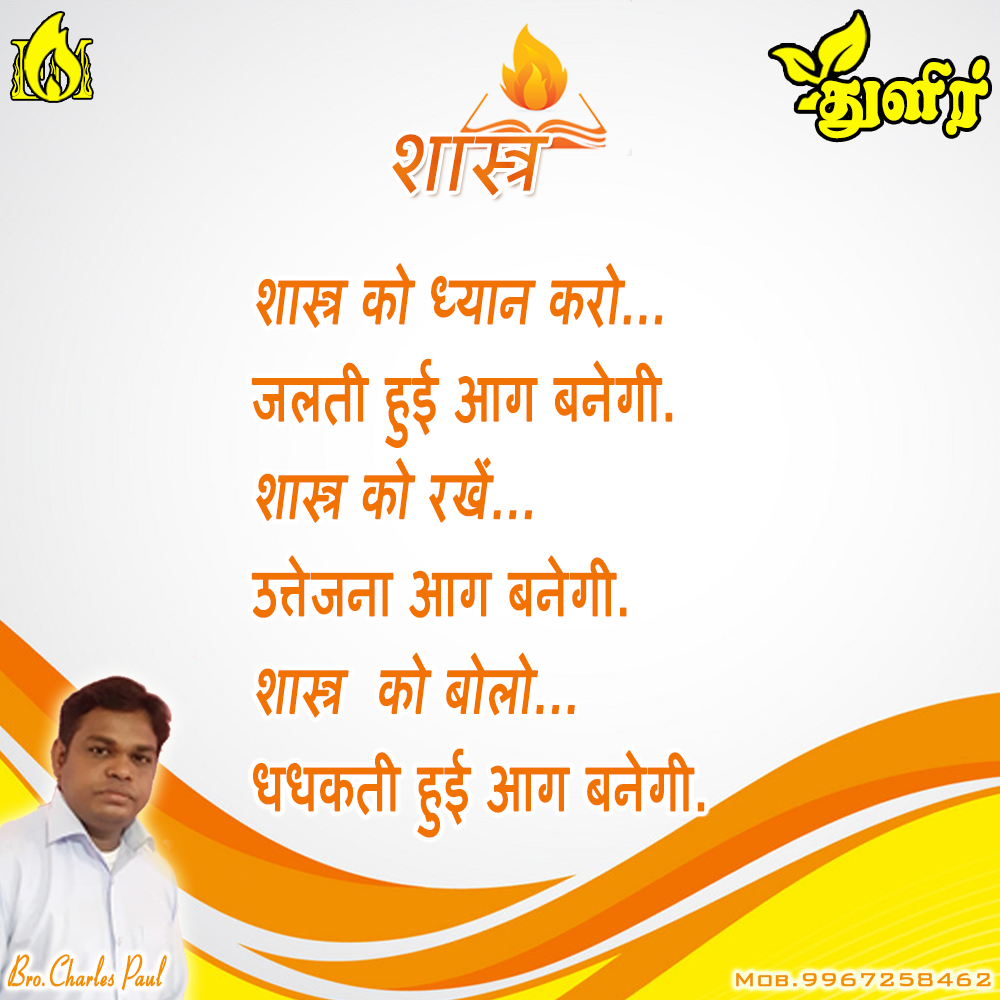 துளிர்
शास्त्र
शास्त्र को ध्यान करो...
जलती हुई आग बनेगी.
शास्त्र को रखें...
उत्तेजना आग बनेगी.
शास्त्र को बोलो...
धधकती हुई आग बनेगी.
Bro.Charles Paul
MOB.9967258462